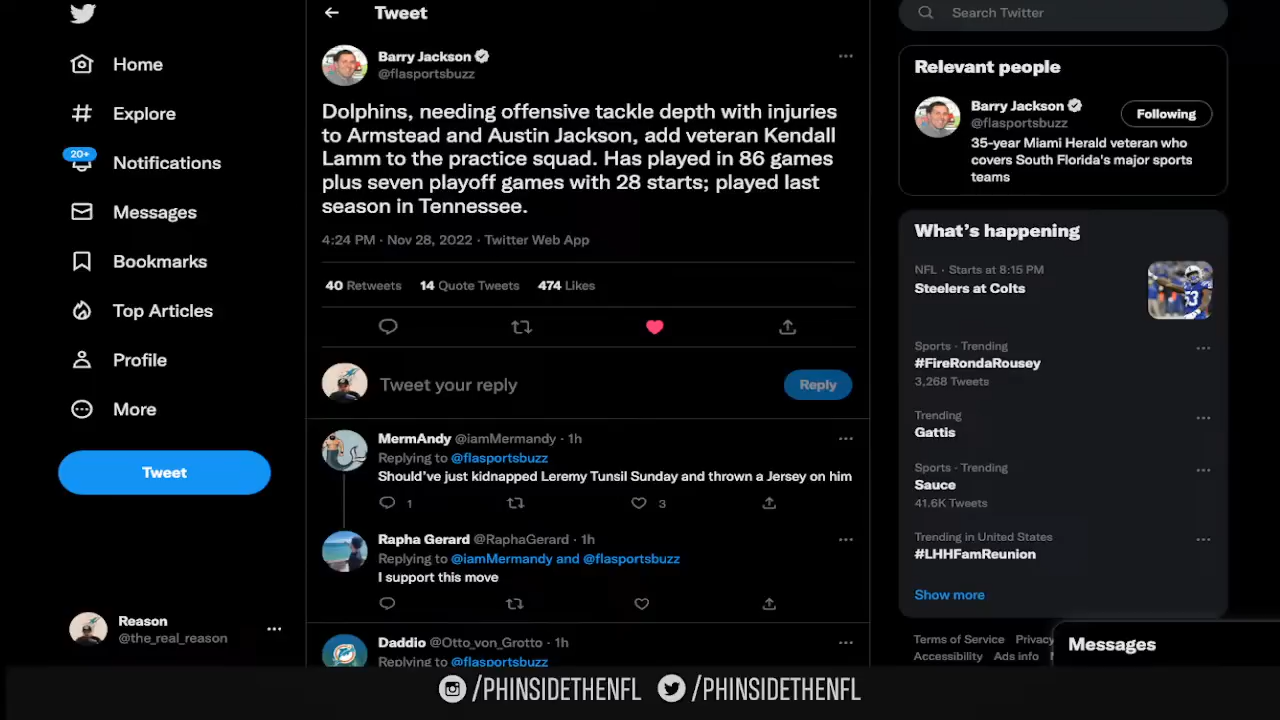 Home
Explore
20+
Notifications
Messages
Bookmarks
Top Articles
Profile
More
Tweet
Reason
@the_real_reason
Tweet
Barry Jackson
@flasportsbuzz
Dolphins, needing offensive tackle depth with injuries
to Armstead and Austin Jackson, add veteran Kendall
Lamm to the practice squad. Has played in 86 games
plus seven playoff games with 28 starts; played last
season in Tennessee.
4:24 PM · Nov 28, 2022 · Twitter Web App
40 Retweets 14 Quote Tweets 474 Likes
Tweet your reply
Reply
MermAndy @iamMermandy · 1h
Replying to @flasportsbuzz
Should've just kidnapped Leremy Tunsil Sunday and thrown a Jersey on him
1 3
Rapha Gerard @RaphaGerard · 1h
Replying to @iamMermandy and @flasportsbuzz
I support this move
Daddio @Otto_von_Grotto · 1h
Replying to @flasportsbuzz
Search Twitter
Relevant people
Barry Jackson
@flasportsbuzz
Following
35-year Miami Herald veteran who
covers South Florida's major sports
teams
What's happening
NFL · Starts at 8:15 PM
Steelers at Colts
53
Sports · Trending
#FireRondaRousey
3,268 Tweets
Trending
Gattis
Sports · Trending
Sauce
41.6K Tweets
Trending in United States
#LHHFamReunion
Show more
Terms of Service Privacy
Accessibility Ads info
Messages
/PHINSIDETHENFL /PHINSIDETHENFL